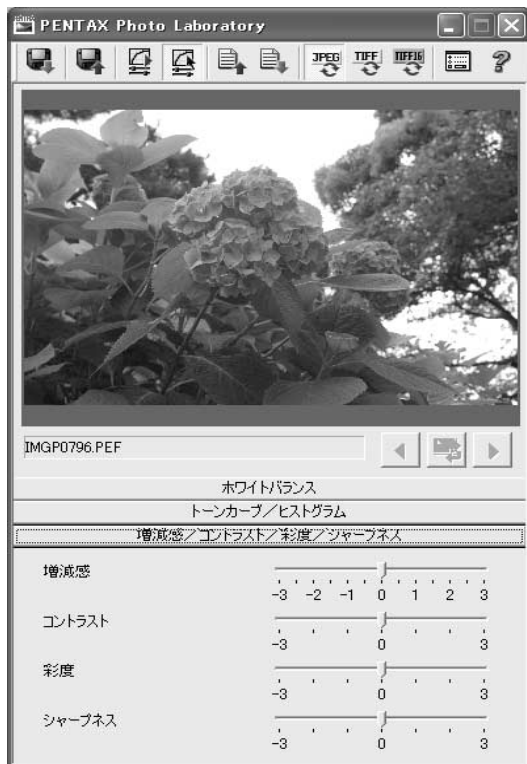 PENTAX Photo Laboratory
JPEG TIFF TIFF16
IMGP0796.PEF
ホワイトバランス
トーンカーブ/ヒストグラム
増減感/コントラスト/彩度/シャープネス
増減感
-3 -2 -1 0 1 2 3
コントラスト
-3 0 3
彩度
-3 0 3
シャープネス
-3 0 3